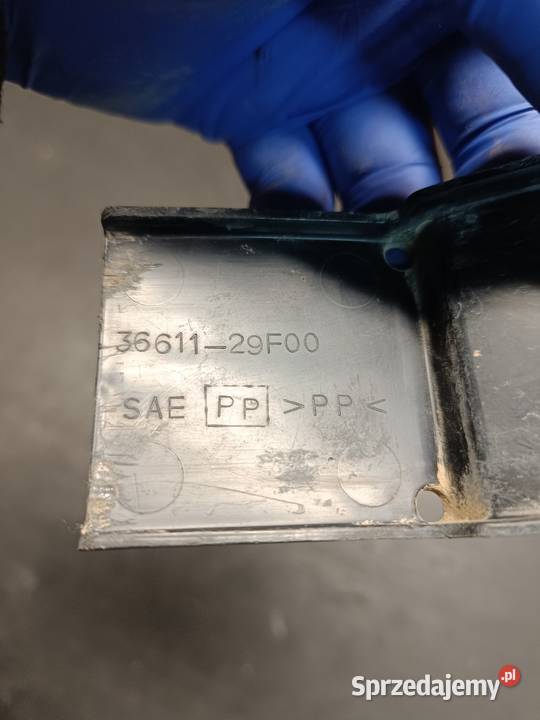 36611-29F00
SAE PP >PP<
Sprzedajemy.pl